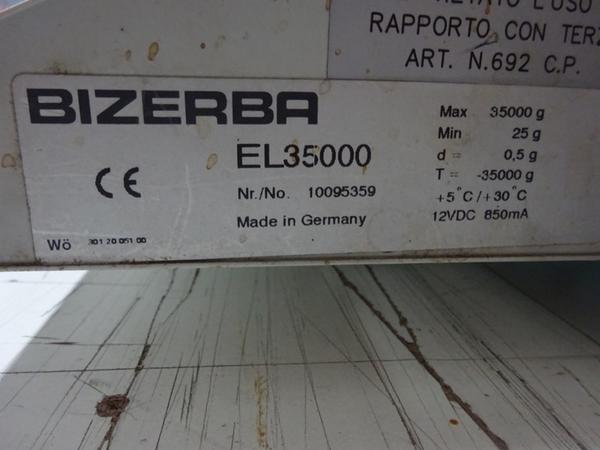 L'USO
RAPPORTO CON TERZ
ART. N.692 C.P.
BIZERBA
EL35000
Nr./No. 10095359
Made in Germany
CE
Wö 301 20 051 00
Max 35000 g
Min 25 g
d = 0,5 g
T = -35000 g
+5°C/+30°C
12VDC 850mA